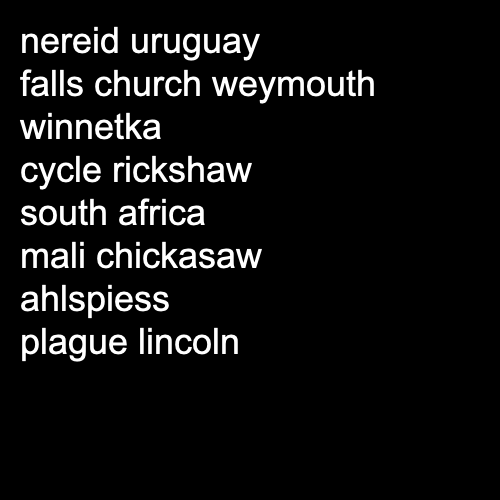 nereid uruguay
falls church weymouth
winnetka
cycle rickshaw
south africa
mali chickasaw
ahlspiess
plague lincoln